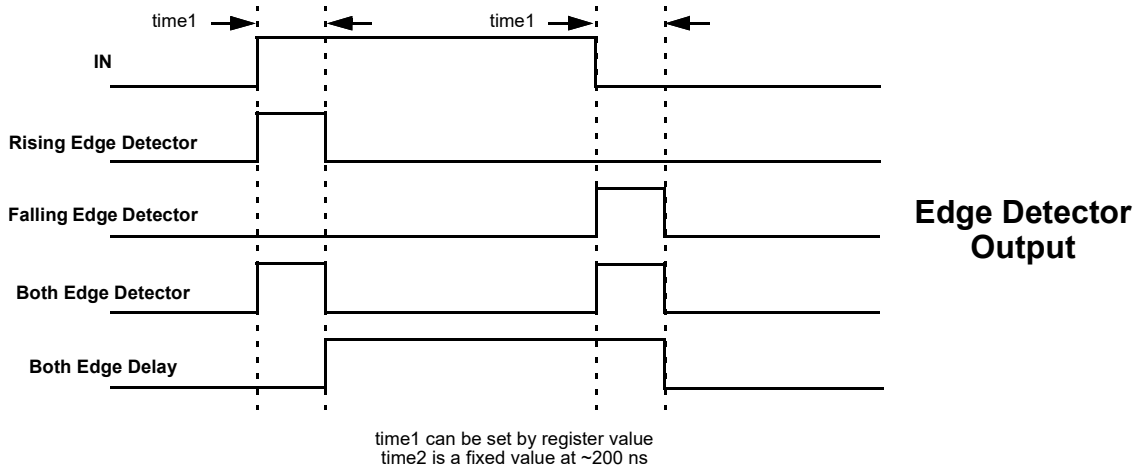 time1
time1
IN
Rising Edge Detector
Falling Edge Detector
Edge Detector
Output
Both Edge Detector
Both Edge Delay
time1 can be set by register value
time2 is a fixed value at ~200 ns